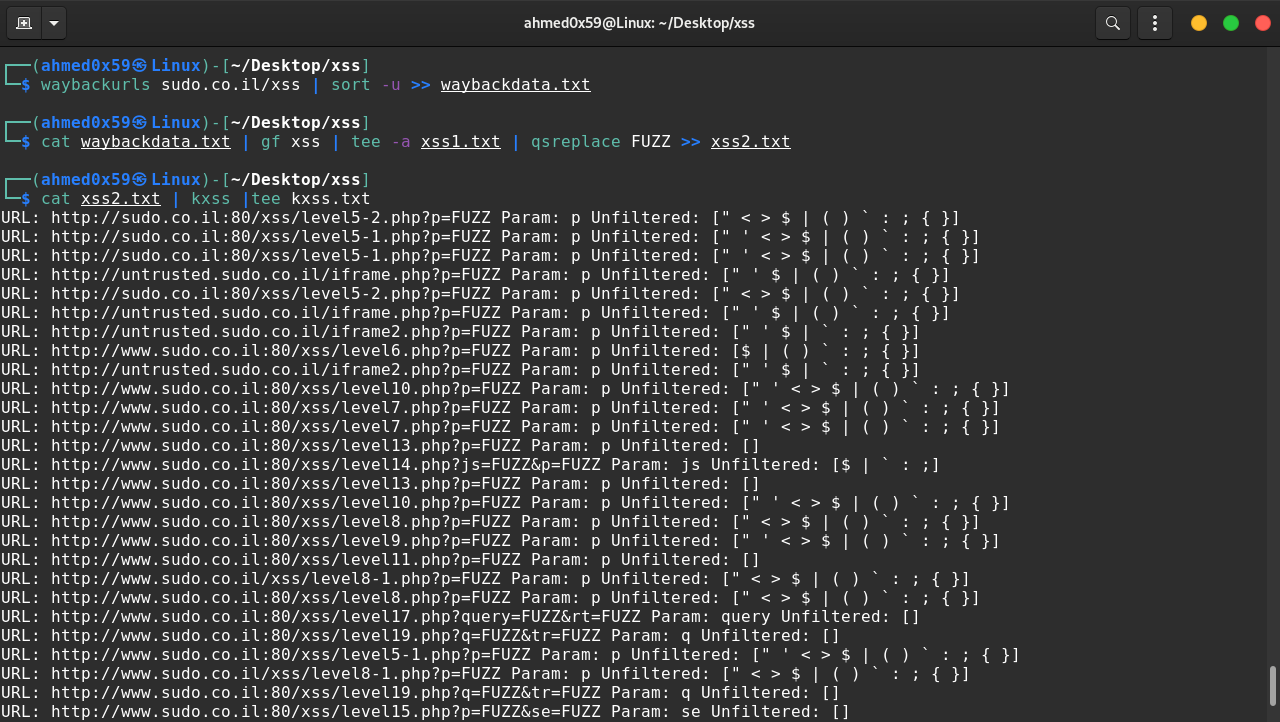 ahmed0x59@Linux: ~/Desktop/xss
┌──(ahmed0x59㉿Linux)-[~/Desktop/xss]
└─$ waybackurls sudo.co.il/xss | sort -u >> waybackdata.txt
┌──(ahmed0x59㉿Linux)-[~/Desktop/xss]
└─$ cat waybackdata.txt | gf xss | tee -a xss1.txt | qsreplace FUZZ >> xss2.txt
┌──(ahmed0x59㉿Linux)-[~/Desktop/xss]
└─$ cat xss2.txt | kxss |tee kxss.txt
URL: http://sudo.co.il:80/xss/level5-2.php?p=FUZZ Param: p Unfiltered: [" < > $ | ( ) ` : ; { }]
URL: http://sudo.co.il:80/xss/level5-1.php?p=FUZZ Param: p Unfiltered: [" ' < > $ | ( ) ` : ; { }]
URL: http://sudo.co.il:80/xss/level5-1.php?p=FUZZ Param: p Unfiltered: [" ' < > $ | ( ) ` : ; { }]
URL: http://untrusted.sudo.co.il/iframe.php?p=FUZZ Param: p Unfiltered: [" ' $ | ( ) ` : ; { }]
URL: http://sudo.co.il:80/xss/level5-2.php?p=FUZZ Param: p Unfiltered: [" < > $ | ( ) ` : ; { }]
URL: http://untrusted.sudo.co.il/iframe.php?p=FUZZ Param: p Unfiltered: [" ' $ | ( ) ` : ; { }]
URL: http://untrusted.sudo.co.il/iframe2.php?p=FUZZ Param: p Unfiltered: [" ' $ | ` : ; { }]
URL: http://www.sudo.co.il:80/xss/level6.php?p=FUZZ Param: p Unfiltered: [$ | ( ) ` : ; { }]
URL: http://untrusted.sudo.co.il/iframe2.php?p=FUZZ Param: p Unfiltered: [" ' $ | ` : ; { }]
URL: http://www.sudo.co.il:80/xss/level10.php?p=FUZZ Param: p Unfiltered: [" ' < > $ | ( ) ` : ; { }]
URL: http://www.sudo.co.il:80/xss/level7.php?p=FUZZ Param: p Unfiltered: [" ' < > $ | ( ) ` : ; { }]
URL: http://www.sudo.co.il:80/xss/level7.php?p=FUZZ Param: p Unfiltered: [" ' < > $ | ( ) ` : ; { }]
URL: http://www.sudo.co.il:80/xss/level13.php?p=FUZZ Param: p Unfiltered: []
URL: http://www.sudo.co.il:80/xss/level14.php?js=FUZZ&p=FUZZ Param: js Unfiltered: [$ | ` : ;]
URL: http://www.sudo.co.il:80/xss/level13.php?p=FUZZ Param: p Unfiltered: []
URL: http://www.sudo.co.il:80/xss/level10.php?p=FUZZ Param: p Unfiltered: [" ' < > $ | ( ) ` : ; { }]
URL: http://www.sudo.co.il:80/xss/level8.php?p=FUZZ Param: p Unfiltered: [" < > $ | ( ) ` : ; { }]
URL: http://www.sudo.co.il:80/xss/level9.php?p=FUZZ Param: p Unfiltered: [" ' < > $ | ( ) ` : ; { }]
URL: http://www.sudo.co.il:80/xss/level11.php?p=FUZZ Param: p Unfiltered: []
URL: http://www.sudo.co.il/xss/level8-1.php?p=FUZZ Param: p Unfiltered: [" < > $ | ( ) ` : ; { }]
URL: http://www.sudo.co.il:80/xss/level8.php?p=FUZZ Param: p Unfiltered: [" < > $ | ( ) ` : ; { }]
URL: http://www.sudo.co.il:80/xss/level17.php?query=FUZZ&rt=FUZZ Param: query Unfiltered: []
URL: http://www.sudo.co.il:80/xss/level19.php?q=FUZZ&tr=FUZZ Param: q Unfiltered: []
URL: http://www.sudo.co.il:80/xss/level5-1.php?p=FUZZ Param: p Unfiltered: [" ' < > $ | ( ) ` : ; { }]
URL: http://www.sudo.co.il/xss/level8-1.php?p=FUZZ Param: p Unfiltered: [" < > $ | ( ) ` : ; { }]
URL: http://www.sudo.co.il:80/xss/level19.php?q=FUZZ&tr=FUZZ Param: q Unfiltered: []
URL: http://www.sudo.co.il:80/xss/level15.php?p=FUZZ&se=FUZZ Param: se Unfiltered: []